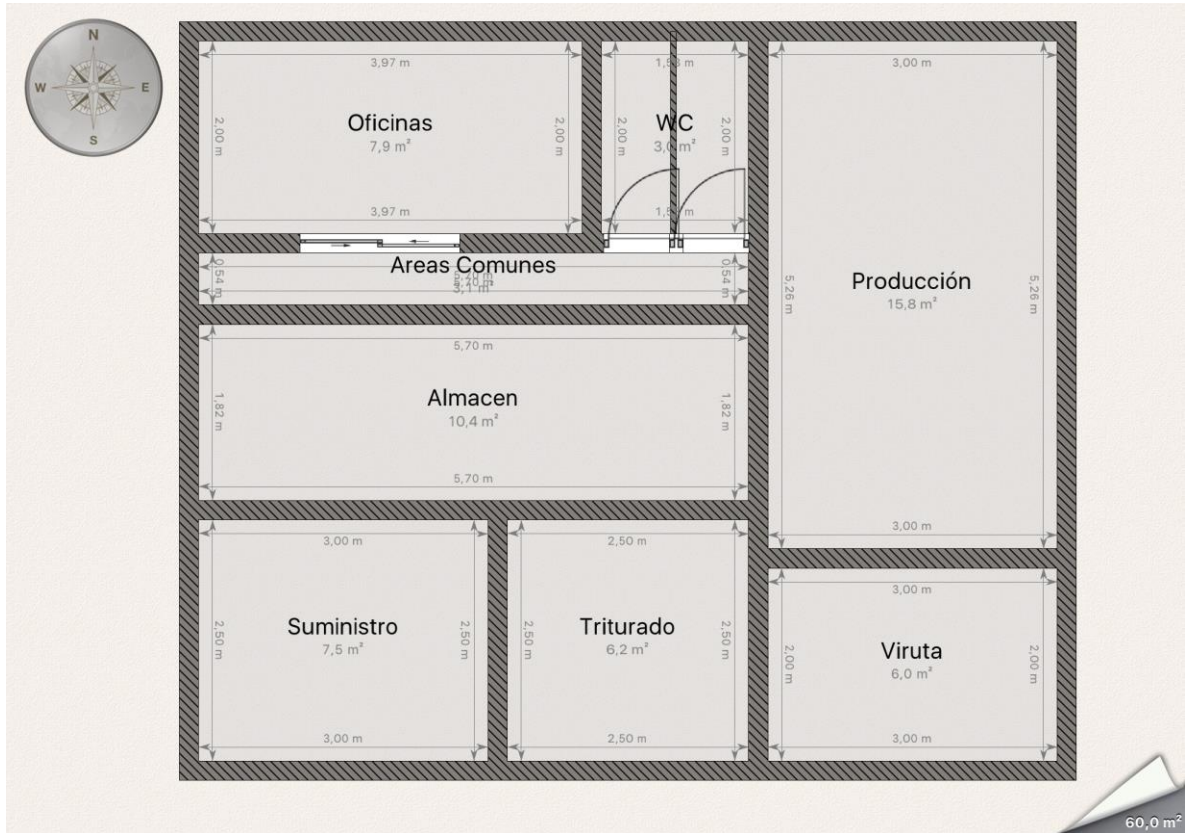 N
W
E
S
3,97 m
2,00 m
Oficinas
7,9 m²
2,00 m
3,97 m
2,00 m
WC
2,00 m
3,00 m
5,26 m
Producción
15,8 m²
5,26 m
3,00 m
0,54 m
Areas Comunes
0,54 m
5,70 m
1,82 m
Almacen
10,4 m²
1,82 m
5,70 m
3,00 m
2,50 m
Suministro
7,5 m²
2,50 m
3,00 m
2,50 m
2,50 m
Triturado
6,2 m²
2,50 m
2,50 m
3,00 m
2,00 m
Viruta
6,0 m²
2,00 m
3,00 m
60,0 m²